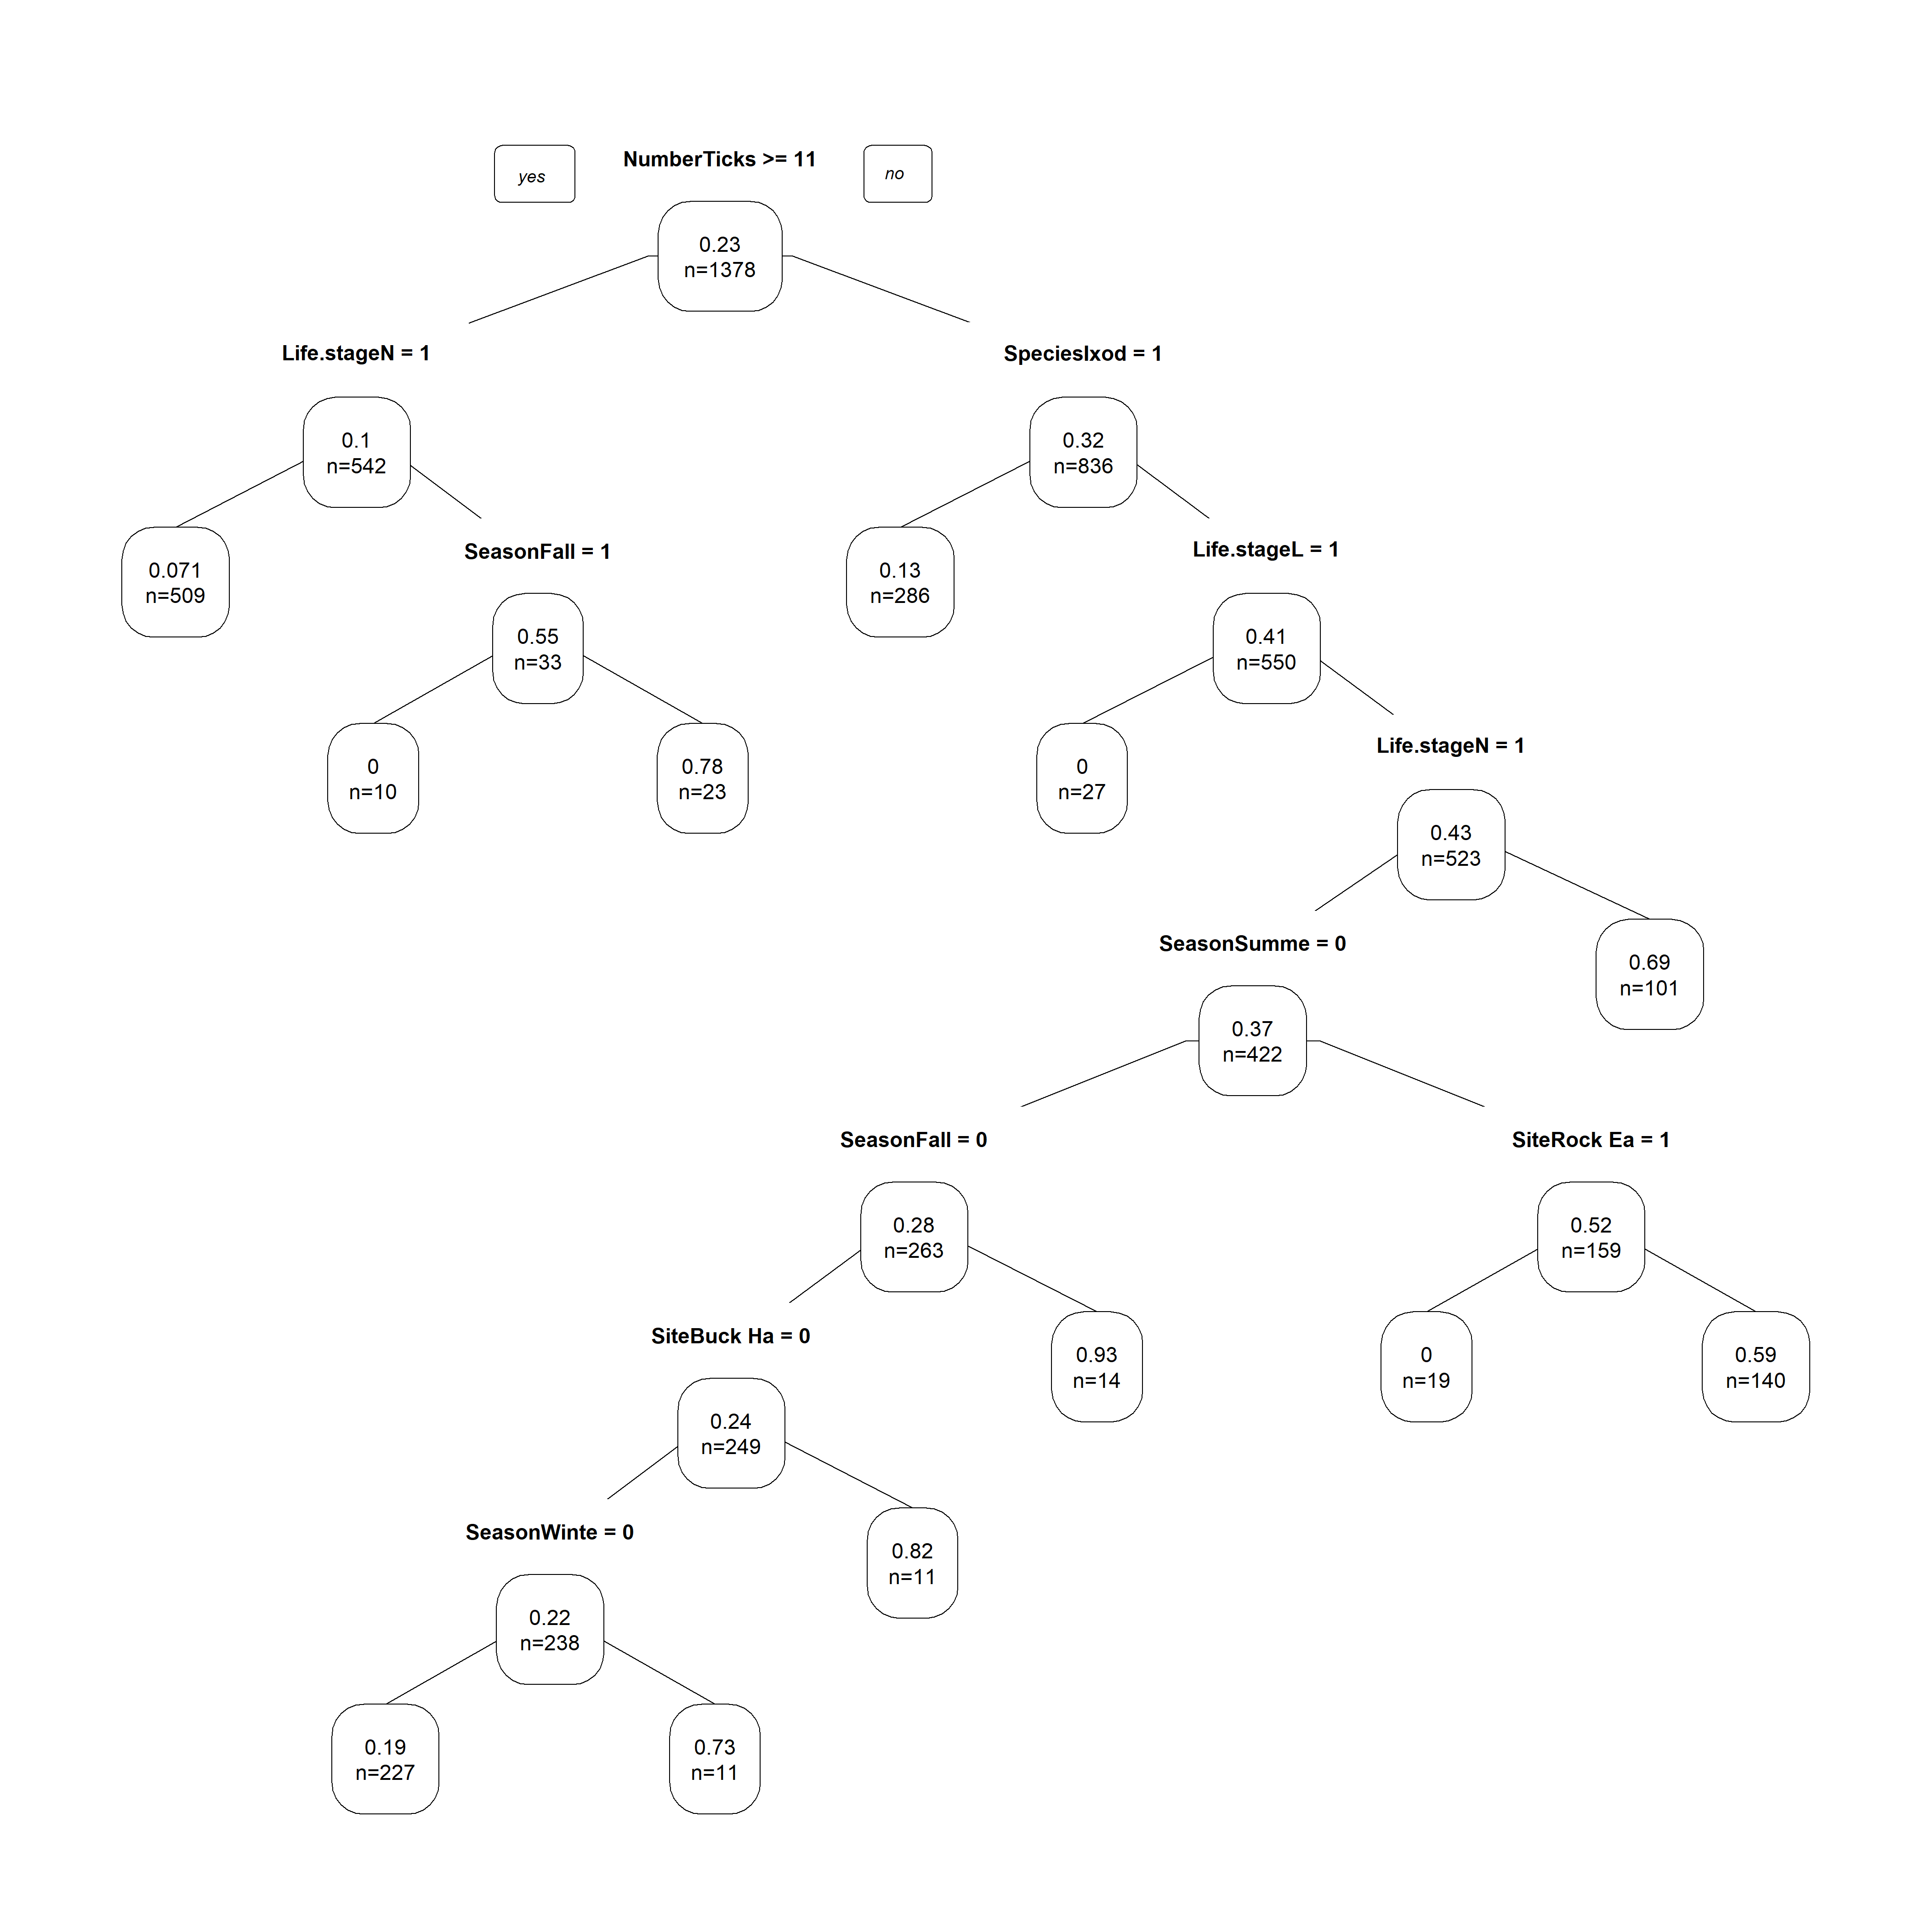 NumberTicks >= 11
yes
no
0.23
n=1378
Life.stageN = 1
SpeciesIxod = 1
0.1
n=542
0.32
n=836
0.071
n=509
SeasonFall = 1
0.13
n=286
Life.stageL = 1
0.55
n=33
0.41
n=550
0
n=10
0.78
n=23
0
n=27
Life.stageN = 1
0.43
n=523
SeasonSumme = 0
0.69
n=101
0.37
n=422
SeasonFall = 0
SiteRock Ea = 1
0.28
n=263
0.52
n=159
SiteBuck Ha = 0
0.93
n=14
0
n=19
0.59
n=140
0.24
n=249
SeasonWinte = 0
0.82
n=11
0.22
n=238
0.19
n=227
0.73
n=11